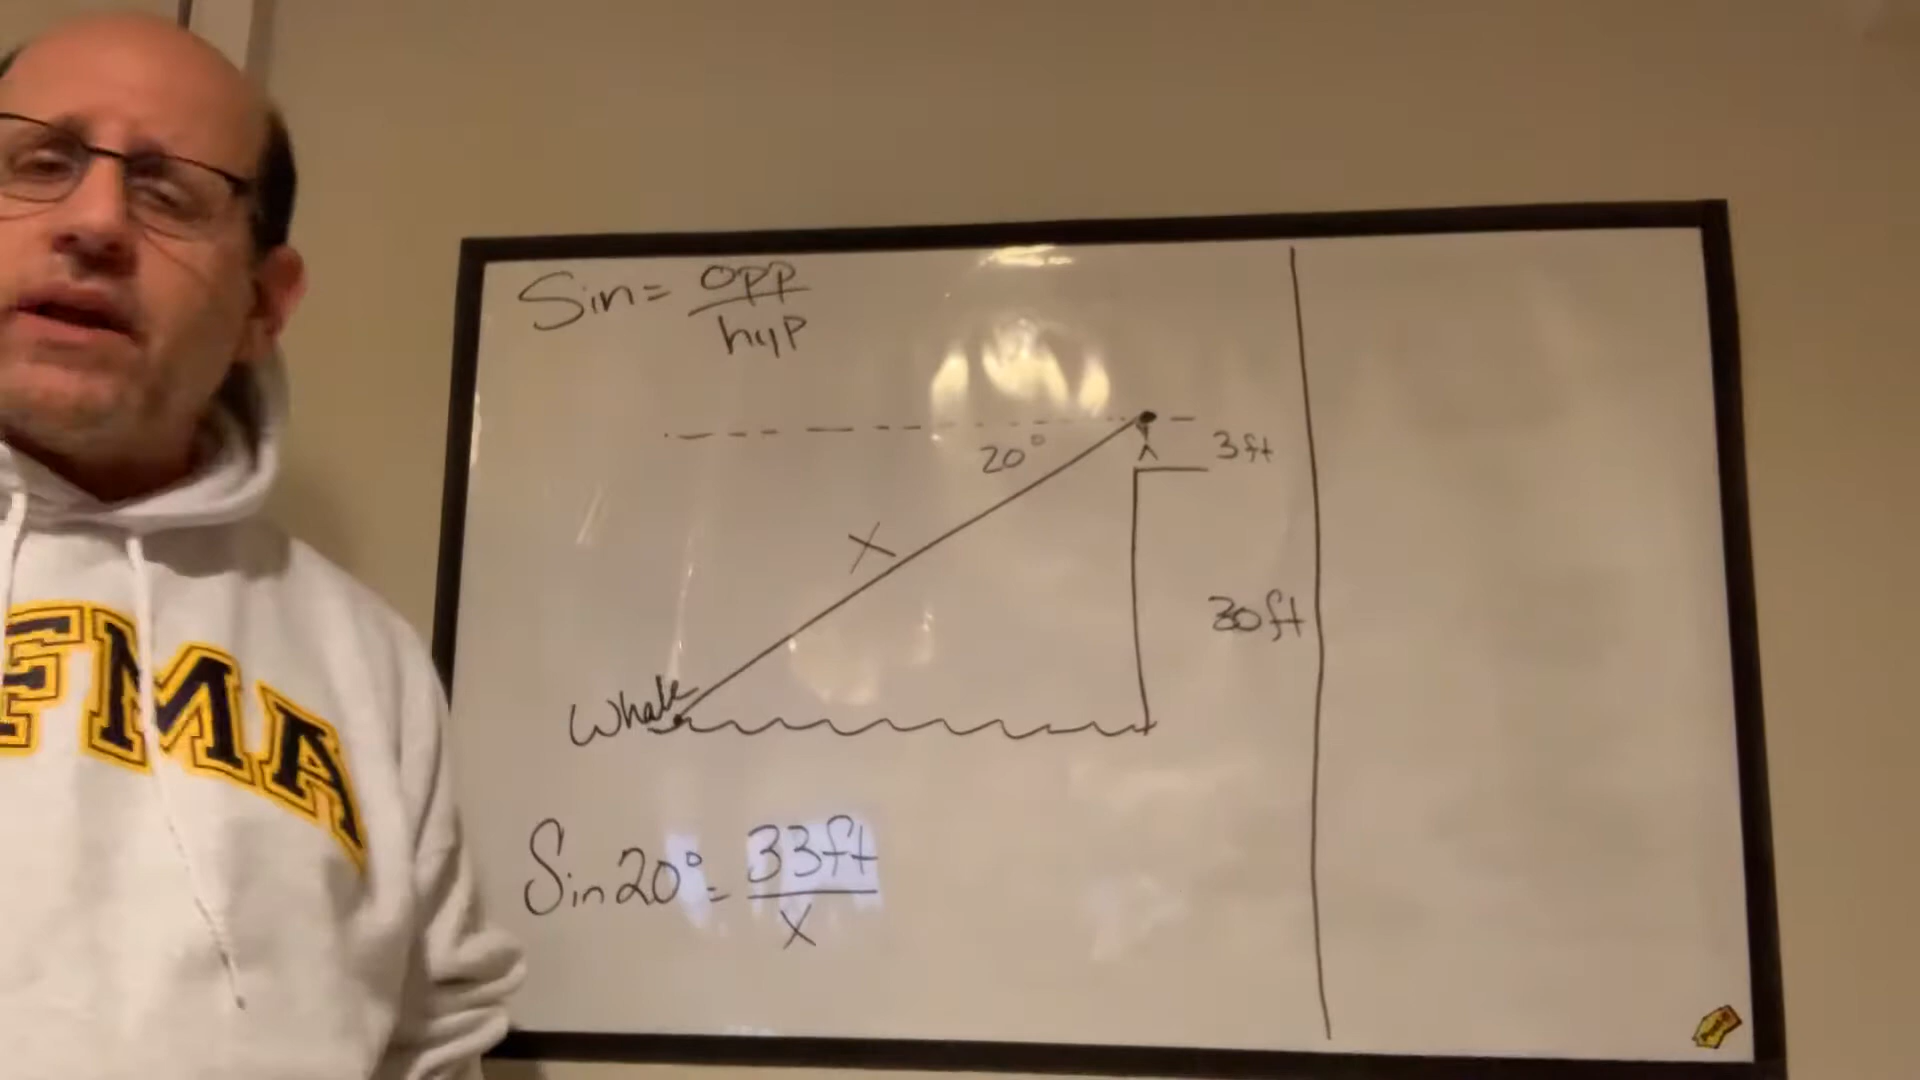 Sin = opp
hyp
20°
3ft
X
30ft
Whale
Sin 20° = 33ft
X
FMA